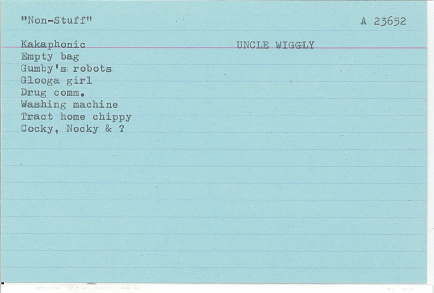 "Non-Stuff" A 23652
Kakaphonic UNCLE WIGGLY
Empty bag
Gumby's robots
Glooga girl
Drug comm.
Washing machine
Tract home chippy
Cocky, Nocky & ?